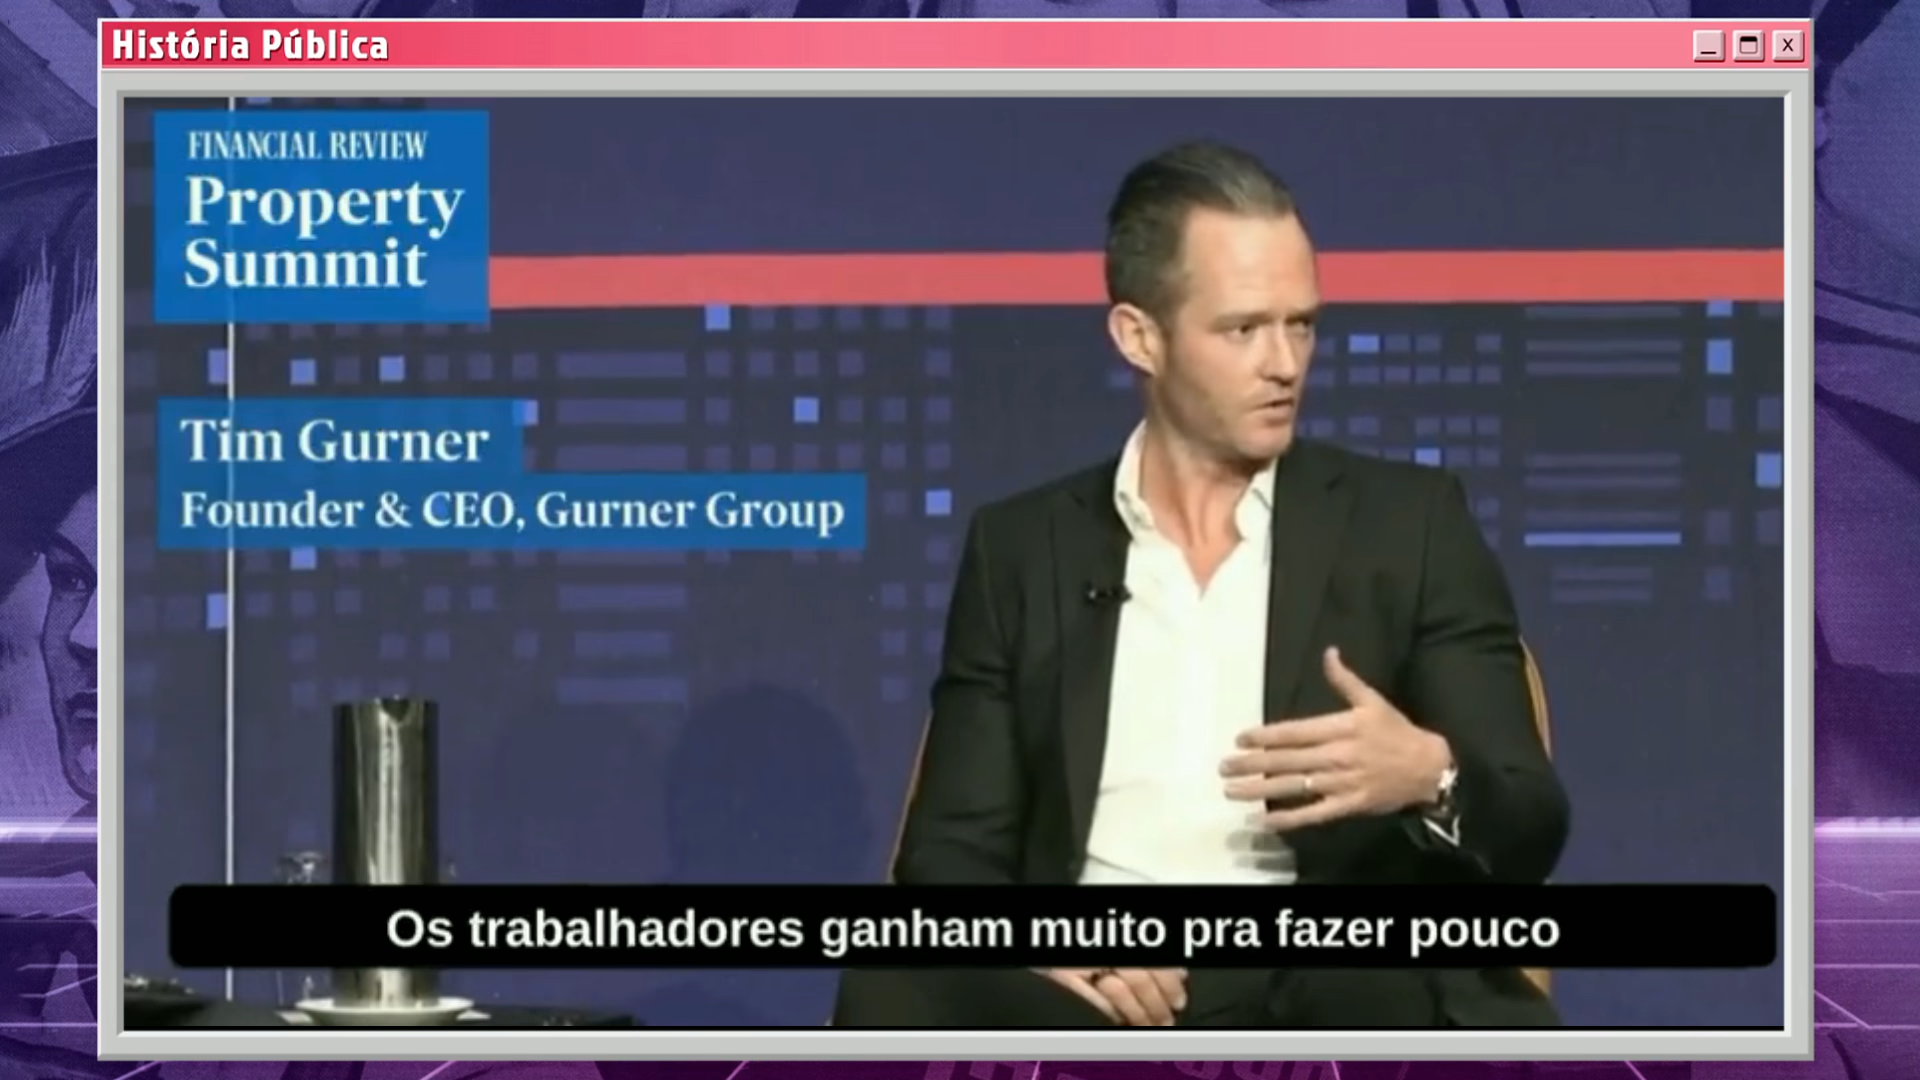 História Pública
FINANCIAL REVIEW
Property
Summit
Tim Gurner
Founder & CEO, Gurner Group
Os trabalhadores ganham muito pra fazer pouco